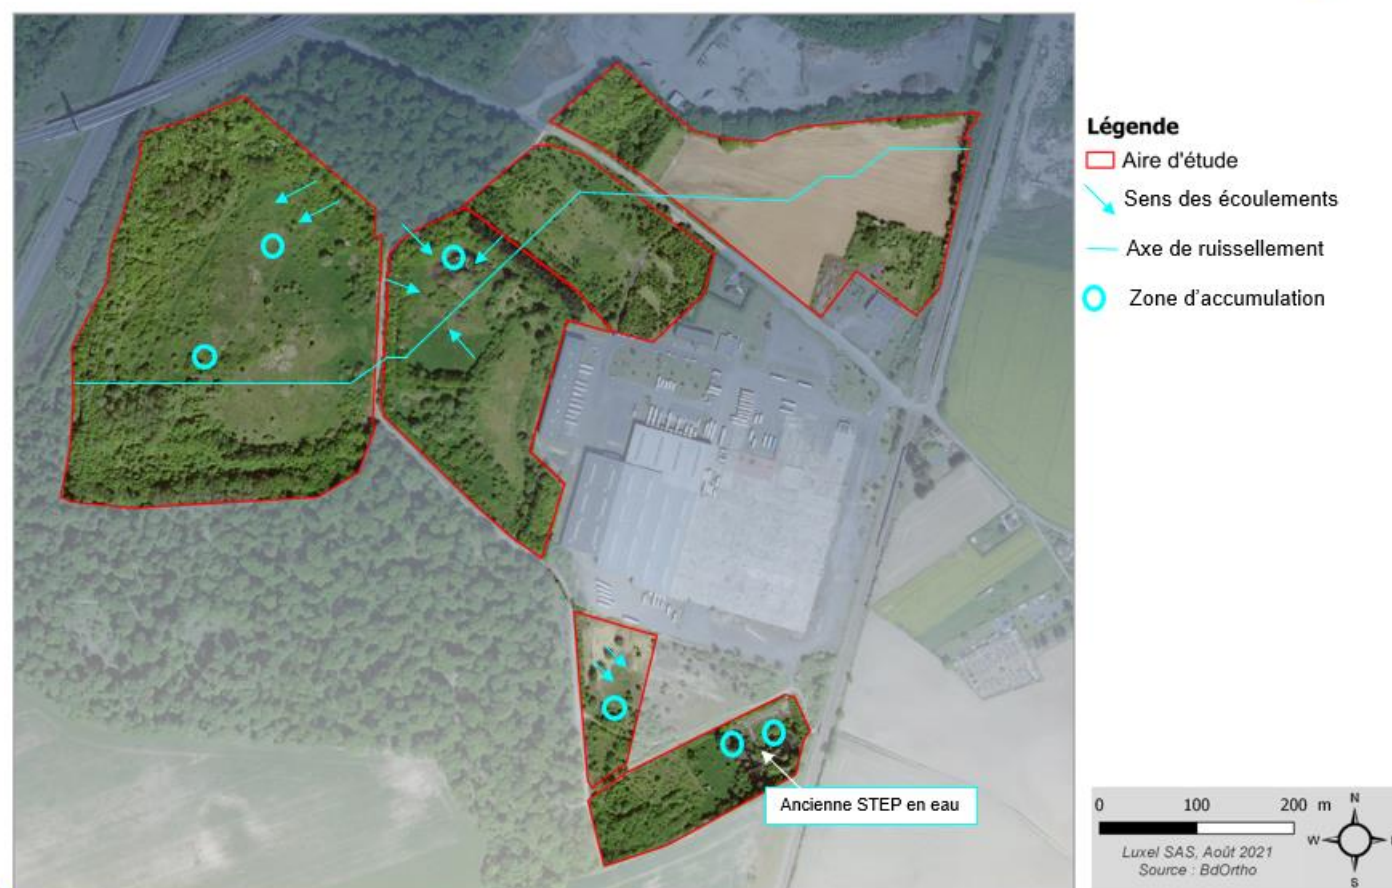 Légende
Aire d'étude
Sens des écoulements
Axe de ruissellement
Zone d'accumulation
Ancienne STEP en eau
0 100 200 m
N
W
S
Luxel SAS, Août 2021
Source : BdOrtho